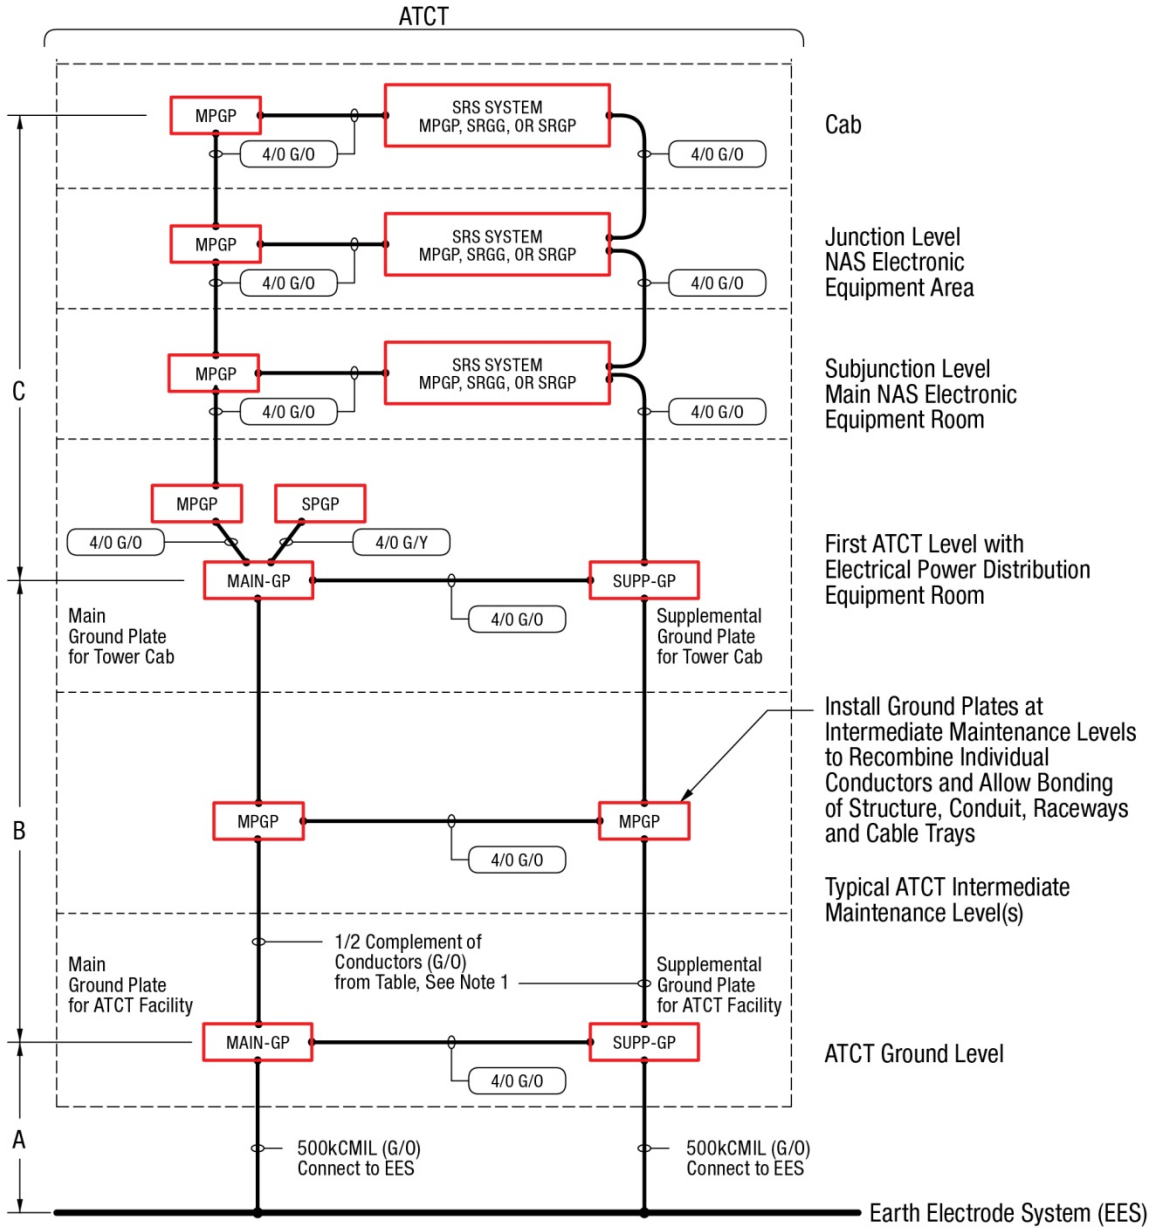 ATCT
MPGP
SRS SYSTEM
MPGP, SRGG, OR SRGP
Cab
4/0 G/O
4/0 G/O
MPGP
SRS SYSTEM
MPGP, SRGG, OR SRGP
Junction Level
NAS Electronic
Equipment Area
4/0 G/O
4/0 G/O
C
MPGP
SRS SYSTEM
MPGP, SRGG, OR SRGP
Subjunction Level
Main NAS Electronic
Equipment Room
4/0 G/O
4/0 G/O
MPGP
SPGP
4/0 G/O
4/0 G/Y
First ATCT Level with
Electrical Power Distribution
Equipment Room
MAIN-GP
SUPP-GP
4/0 G/O
Main
Ground Plate
for Tower Cab
Supplemental
Ground Plate
for Tower Cab
Install Ground Plates at
Intermediate Maintenance Levels
to Recombine Individual
Conductors and Allow Bonding
of Structure, Conduit, Raceways
and Cable Trays
B
MPGP
MPGP
4/0 G/O
Typical ATCT Intermediate
Maintenance Level(s)
1/2 Complement of
Conductors (G/O)
from Table, See Note 1
Main
Ground Plate
for ATCT Facility
Supplemental
Ground Plate
for ATCT Facility
MAIN-GP
SUPP-GP
ATCT Ground Level
4/0 G/O
A
500kCMIL (G/O)
Connect to EES
500kCMIL (G/O)
Connect to EES
Earth Electrode System (EES)